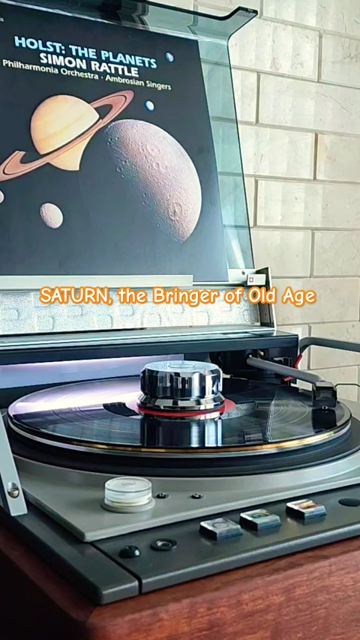 HOLST: THE PLANETS
SIMON RATTLE
Philharmonia Orchestra · Ambrosian Singers
SATURN, the Bringer of Old Age